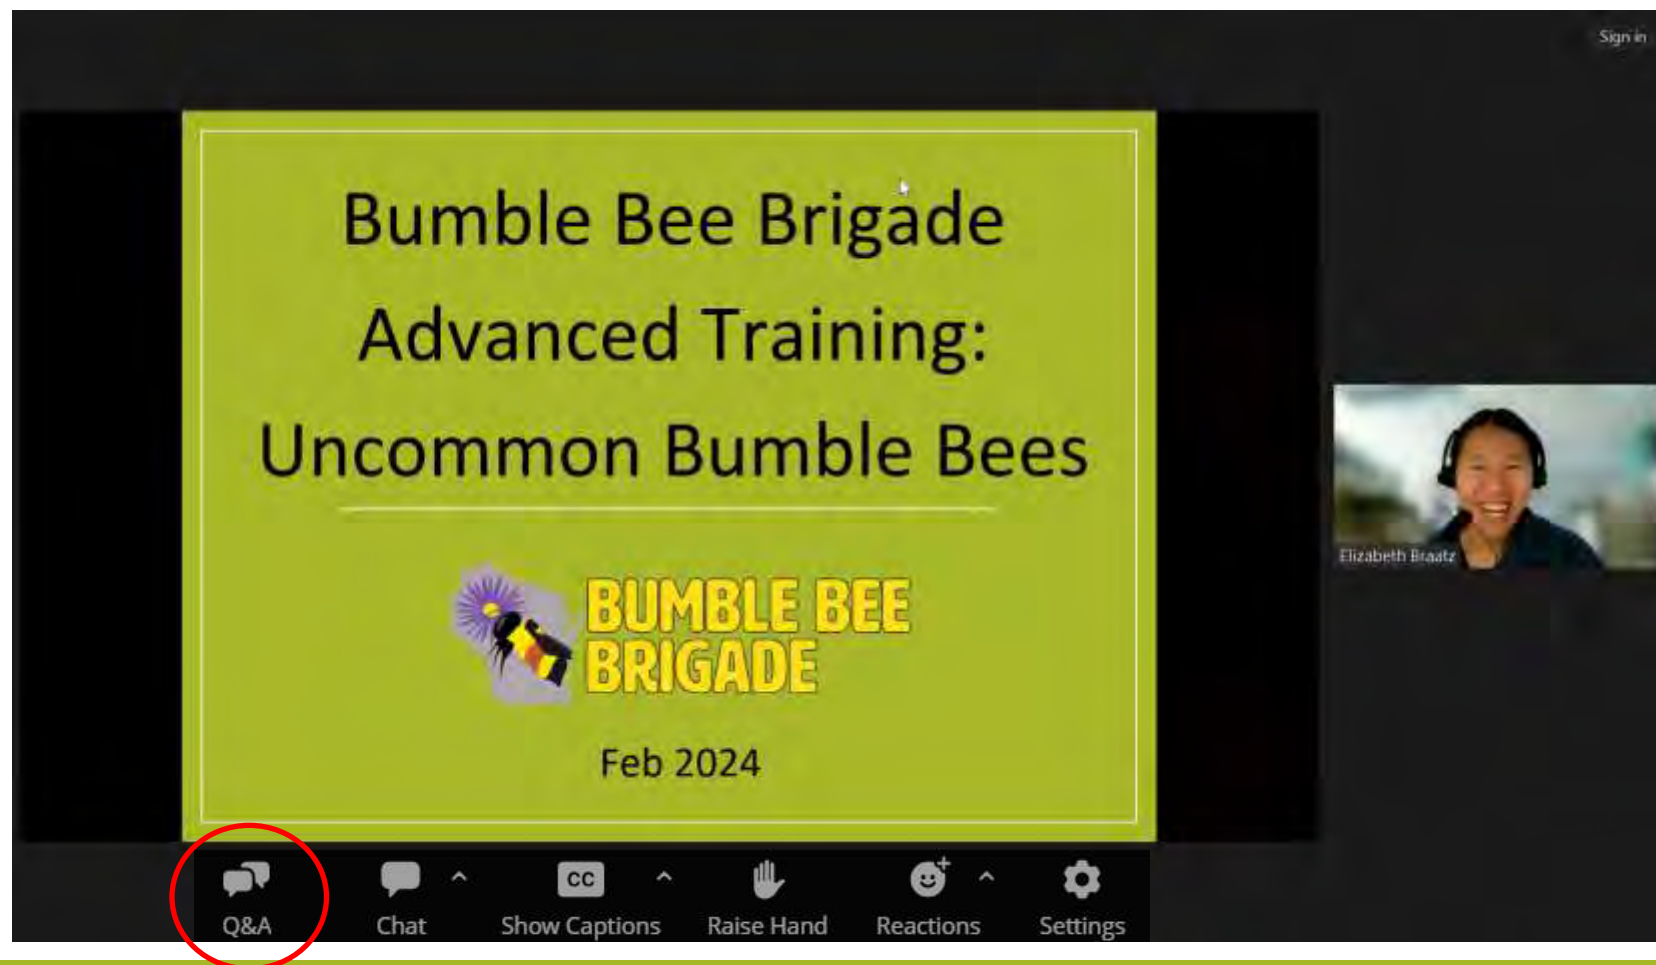 Sign in
Bumble Bee Brigade
Advanced Training:
Uncommon Bumble Bees
BUMBLE BEE
BRIGADE
Feb 2024
Elizabeth Braatz
Q&A
Chat
CC
Show Captions
Raise Hand
Reactions
Settings